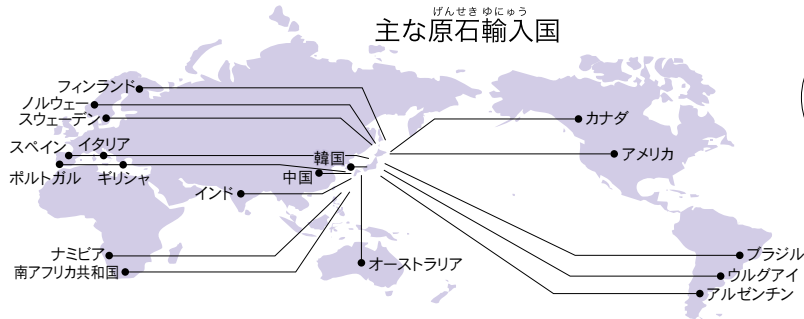 げんせき ゆにゅう
主な原石輸入国
フィンランド
ノルウェー
スウェーデン
スペイン イタリア
ポルトガル ギリシャ
韓国
中国
インド
ナミビア
南アフリカ共和国
オーストラリア
カナダ
アメリカ
ブラジル
ウルグアイ
アルゼンチン